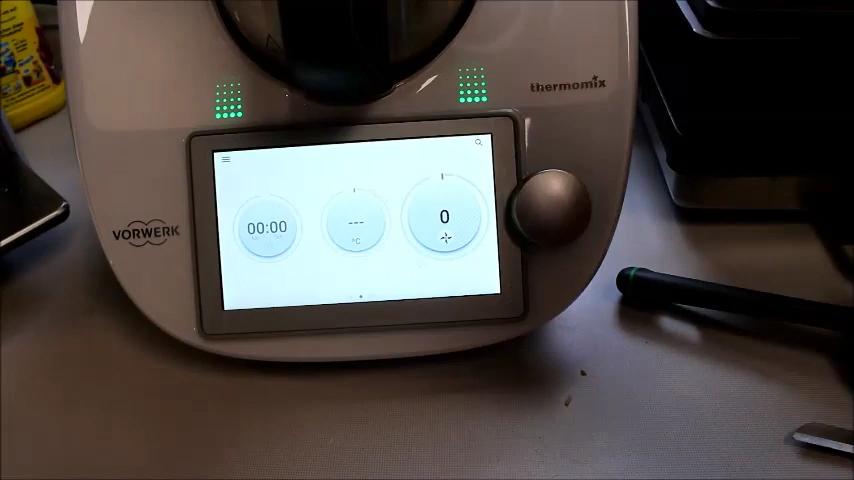 thermomix
00:00
---
°C
0
VORWERK